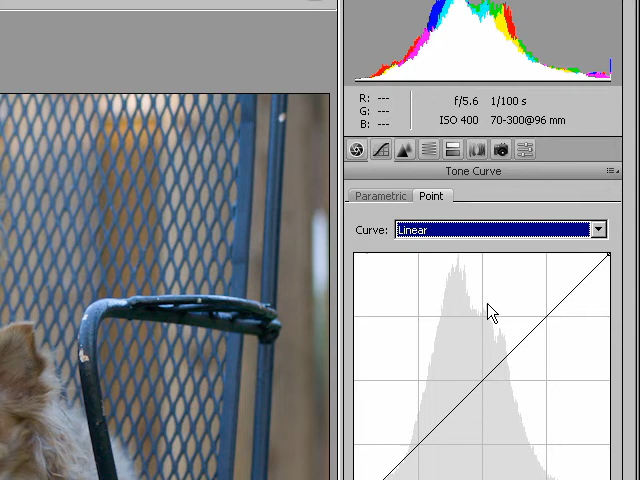 R: ---
G: ---
B: ---
f/5.6 1/100 s
ISO 400 70-300@96 mm
Tone Curve
Parametric Point
Curve: Linear